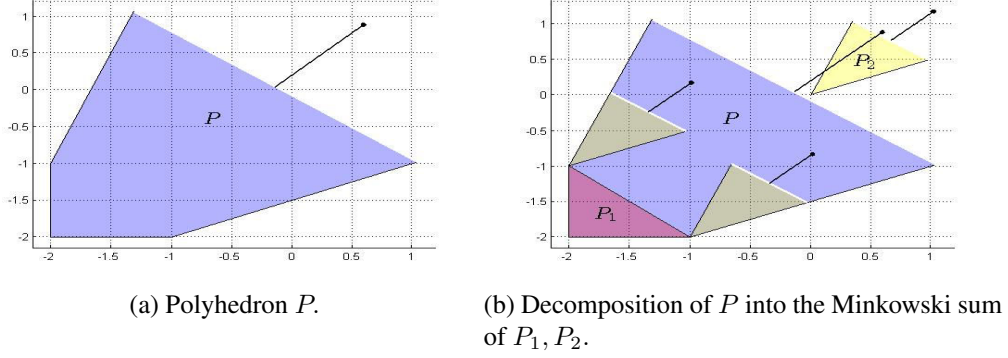 1
0.5
0
-0.5
-1
-1.5
-2
P
-2 -1.5 -1 -0.5 0 0.5 1
(a) Polyhedron P.
1
0.5
0
-0.5
-1
-1.5
-2
P₂
P
P₁
-2 -1.5 -1 -0.5 0 0.5 1
(b) Decomposition of P into the Minkowski sum
of P₁, P₂.